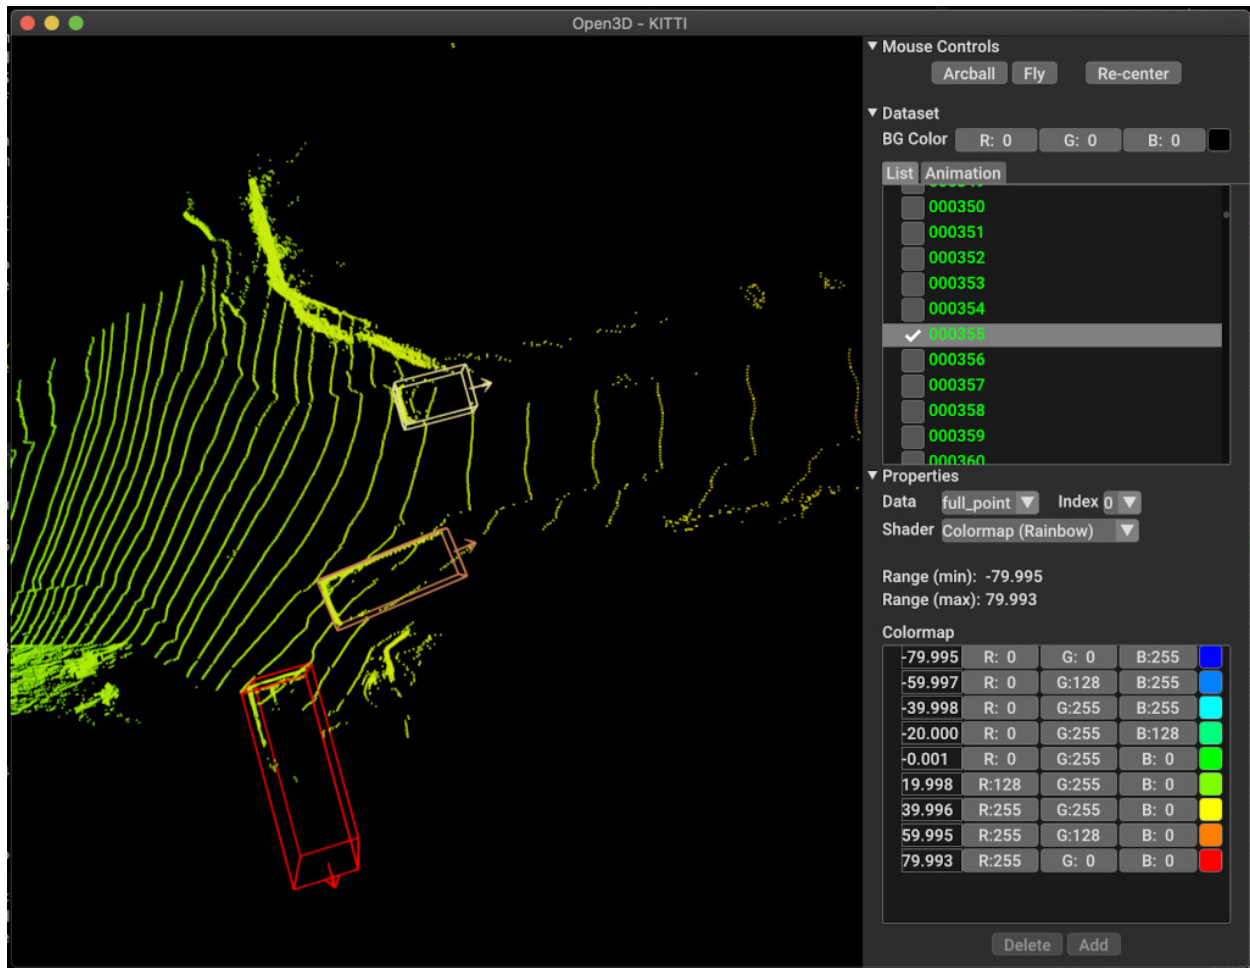 Open3D - KITTI
Mouse Controls
Arcball Fly Re-center
Dataset
BG Color R: 0 G: 0 B: 0
List Animation
000350
000351
000352
000353
000354
000355
000356
000357
000358
000359
000360
Properties
Data full_point Index 0
Shader Colormap (Rainbow)
Range (min): -79.995
Range (max): 79.993
Colormap
-79.995 R: 0 G: 0 B:255
-59.997 R: 0 G:128 B:255
-39.998 R: 0 G:255 B:255
-20.000 R: 0 G:255 B:128
-0.001 R: 0 G:255 B: 0
19.998 R:128 G:255 B: 0
39.996 R:255 G:255 B: 0
59.995 R:255 G:128 B: 0
79.993 R:255 G: 0 B: 0
Delete Add